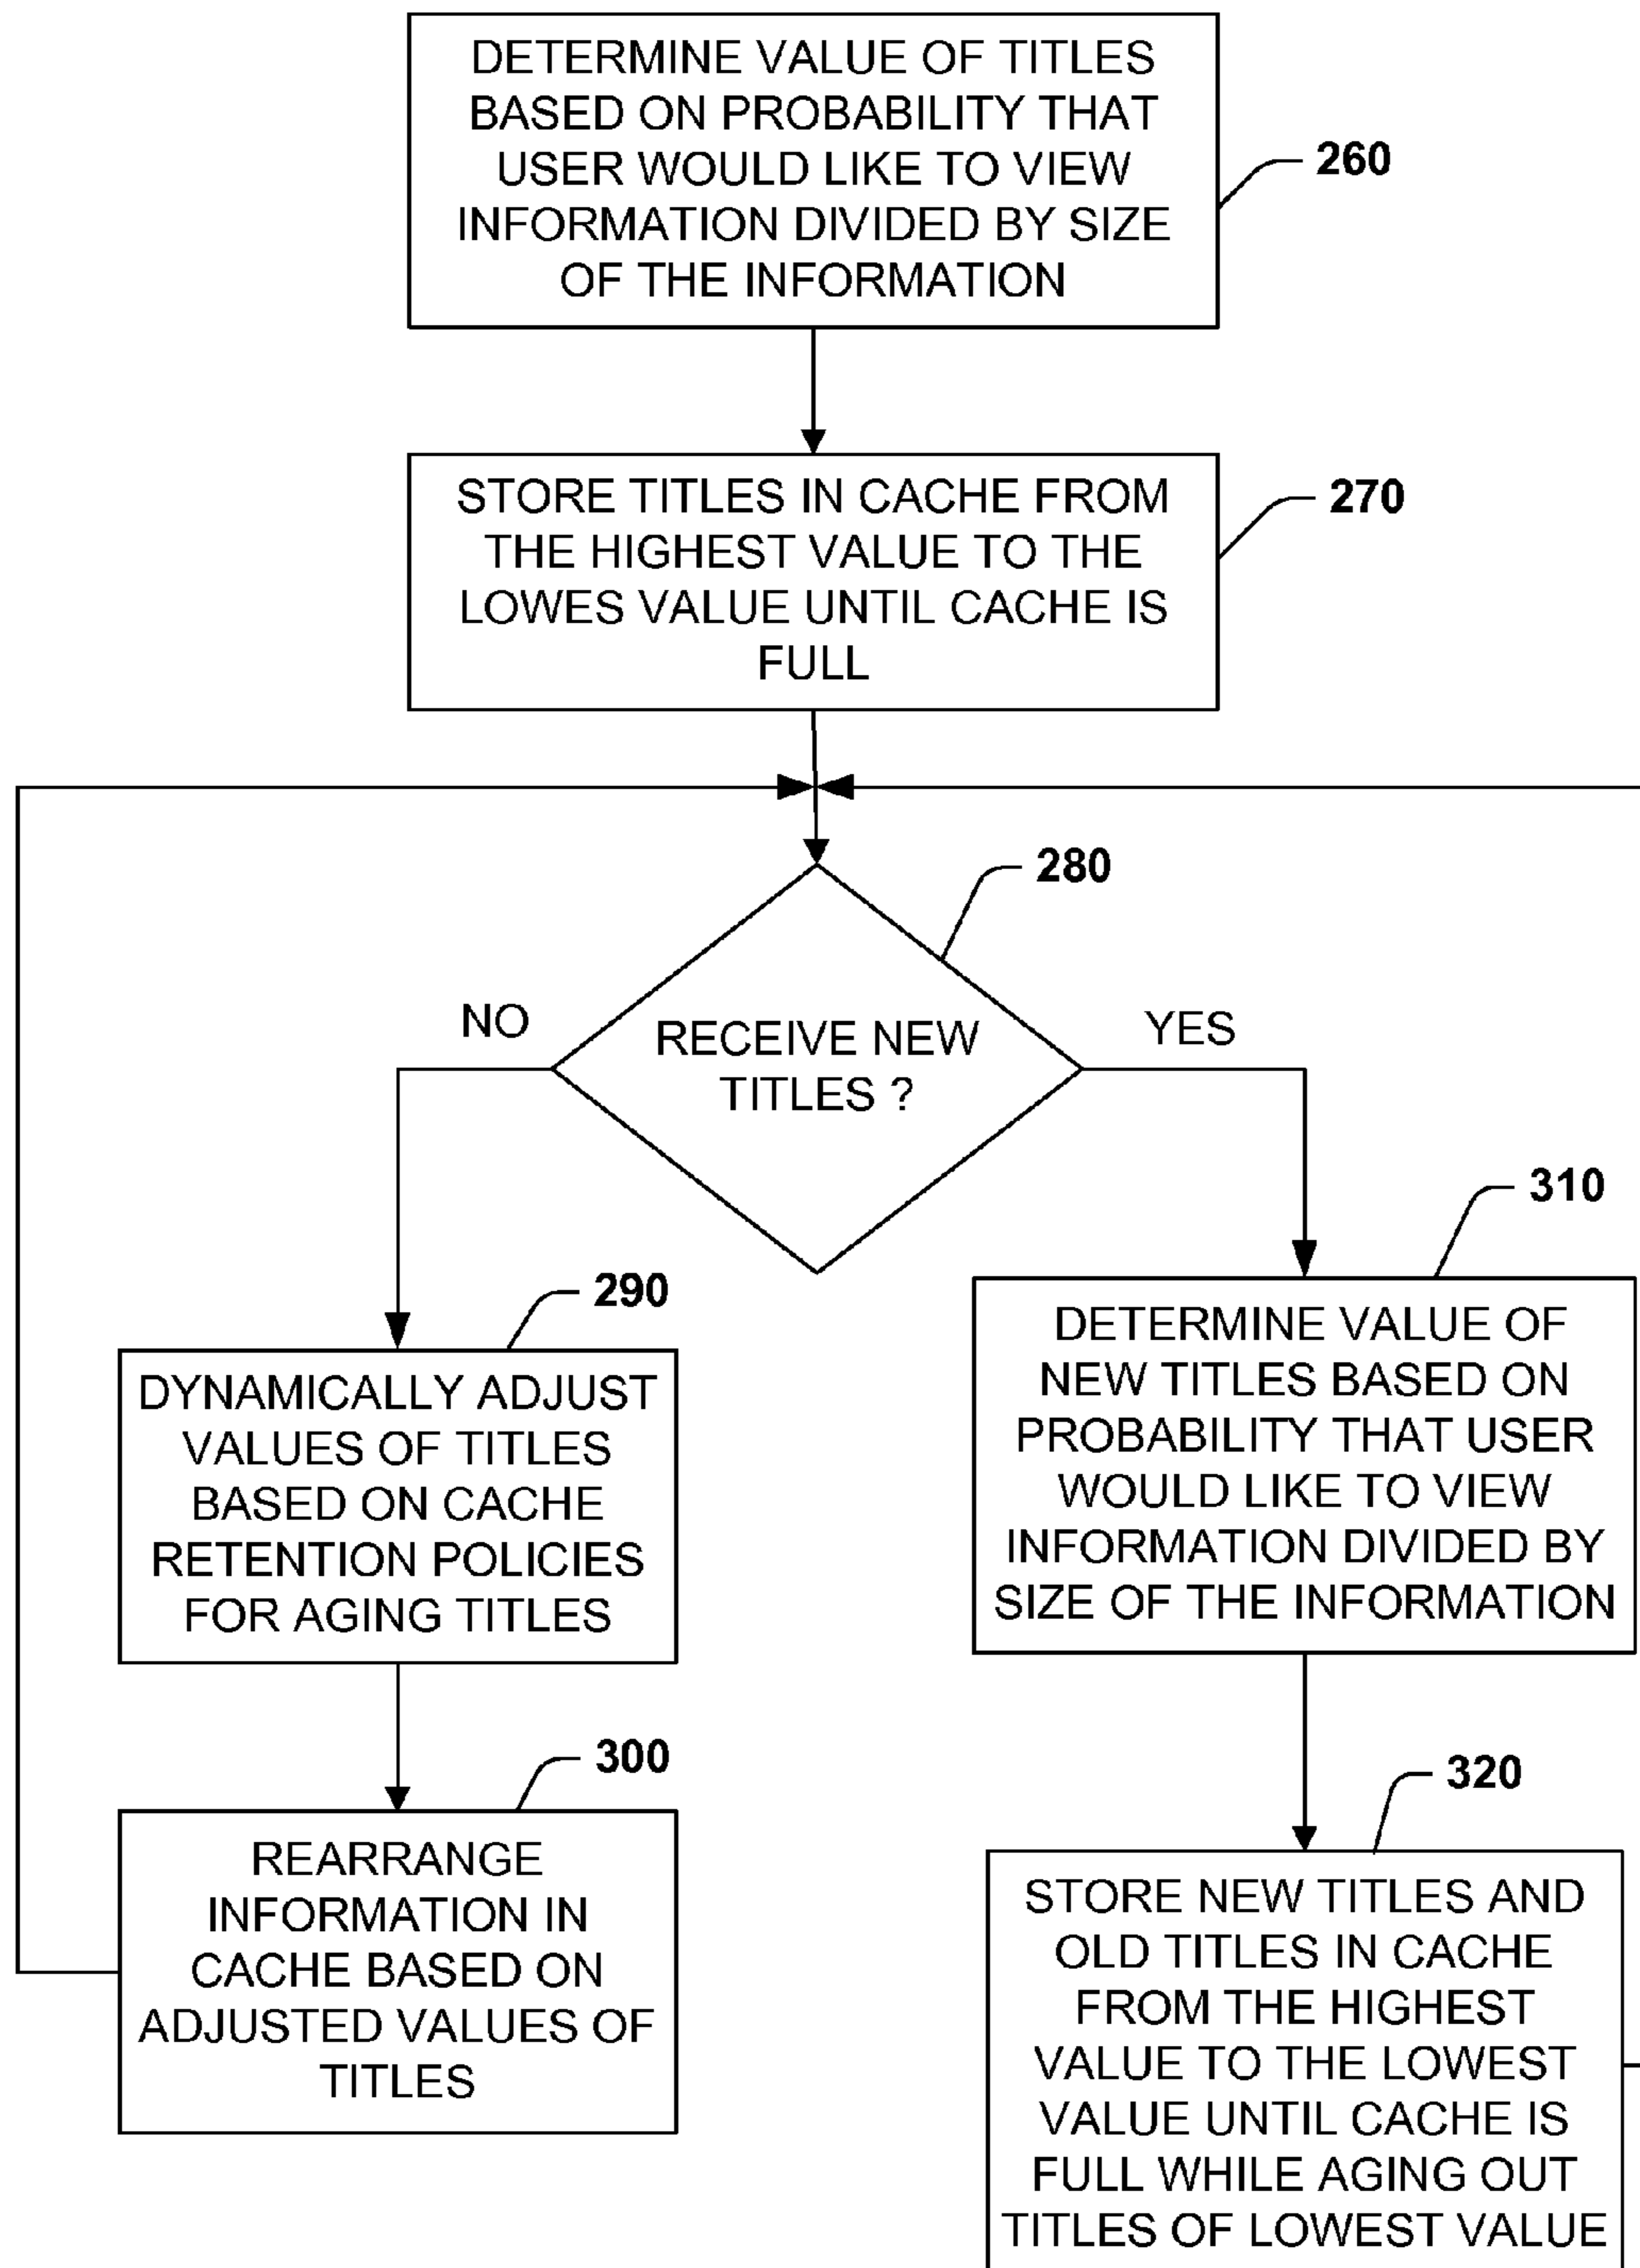 DETERMINE VALUE OF TITLES
BASED ON PROBABILITY THAT
USER WOULD LIKE TO VIEW
INFORMATION DIVIDED BY SIZE
OF THE INFORMATION
260
STORE TITLES IN CACHE FROM
THE HIGHEST VALUE TO THE
LOWES VALUE UNTIL CACHE IS
FULL
270
280
RECEIVE NEW
TITLES ?
NO
YES
290
DYNAMICALLY ADJUST
VALUES OF TITLES
BASED ON CACHE
RETENTION POLICIES
FOR AGING TITLES
300
REARRANGE
INFORMATION IN
CACHE BASED ON
ADJUSTED VALUES OF
TITLES
310
DETERMINE VALUE OF
NEW TITLES BASED ON
PROBABILITY THAT USER
WOULD LIKE TO VIEW
INFORMATION DIVIDED BY
SIZE OF THE INFORMATION
320
STORE NEW TITLES AND
OLD TITLES IN CACHE
FROM THE HIGHEST
VALUE TO THE LOWEST
VALUE UNTIL CACHE IS
FULL WHILE AGING OUT
TITLES OF LOWEST VALUE